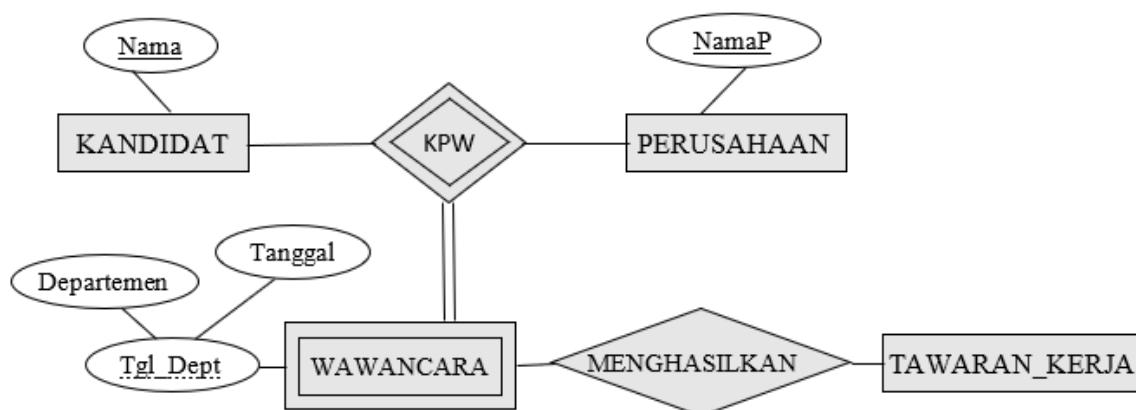 Nama
NamaP
KANDIDAT
KPW
PERUSAHAAN
Tanggal
Departemen
Tgl_Dept
WAWANCARA
MENGHASILKAN
TAWARAN_KERJA